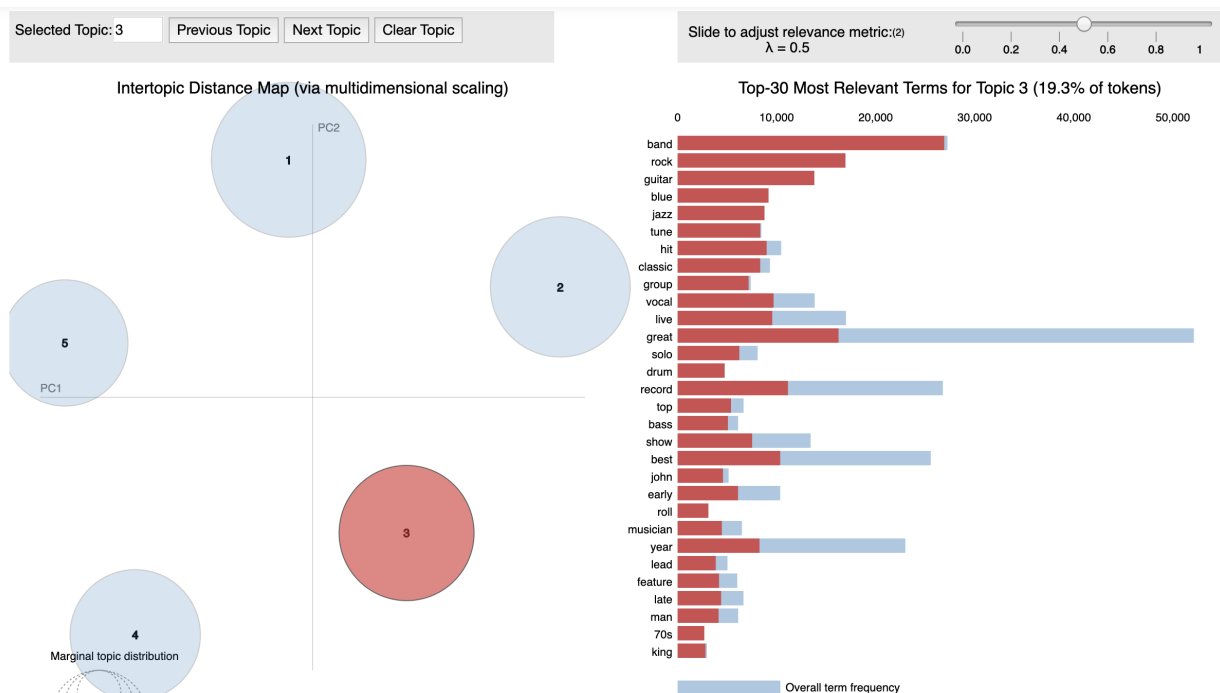 Selected Topic: 3 Previous Topic Next Topic Clear Topic
Slide to adjust relevance metric:(2)
λ = 0.5
0.0 0.2 0.4 0.6 0.8 1
Intertopic Distance Map (via multidimensional scaling)
PC2
1
2
5
PC1
3
4
Marginal topic distribution
Top-30 Most Relevant Terms for Topic 3 (19.3% of tokens)
0 10,000 20,000 30,000 40,000 50,000
band
rock
guitar
blue
jazz
tune
hit
classic
group
vocal
live
great
solo
drum
record
top
bass
show
best
john
early
roll
musician
year
lead
feature
late
man
70s
king
Overall term frequency